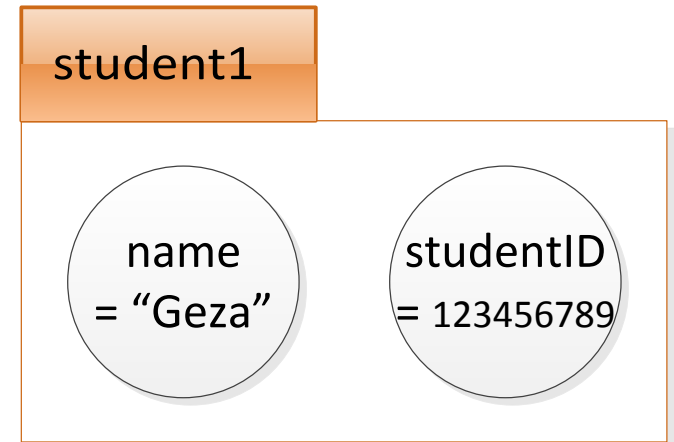 student1
name
= “Geza”
studentID
= 123456789